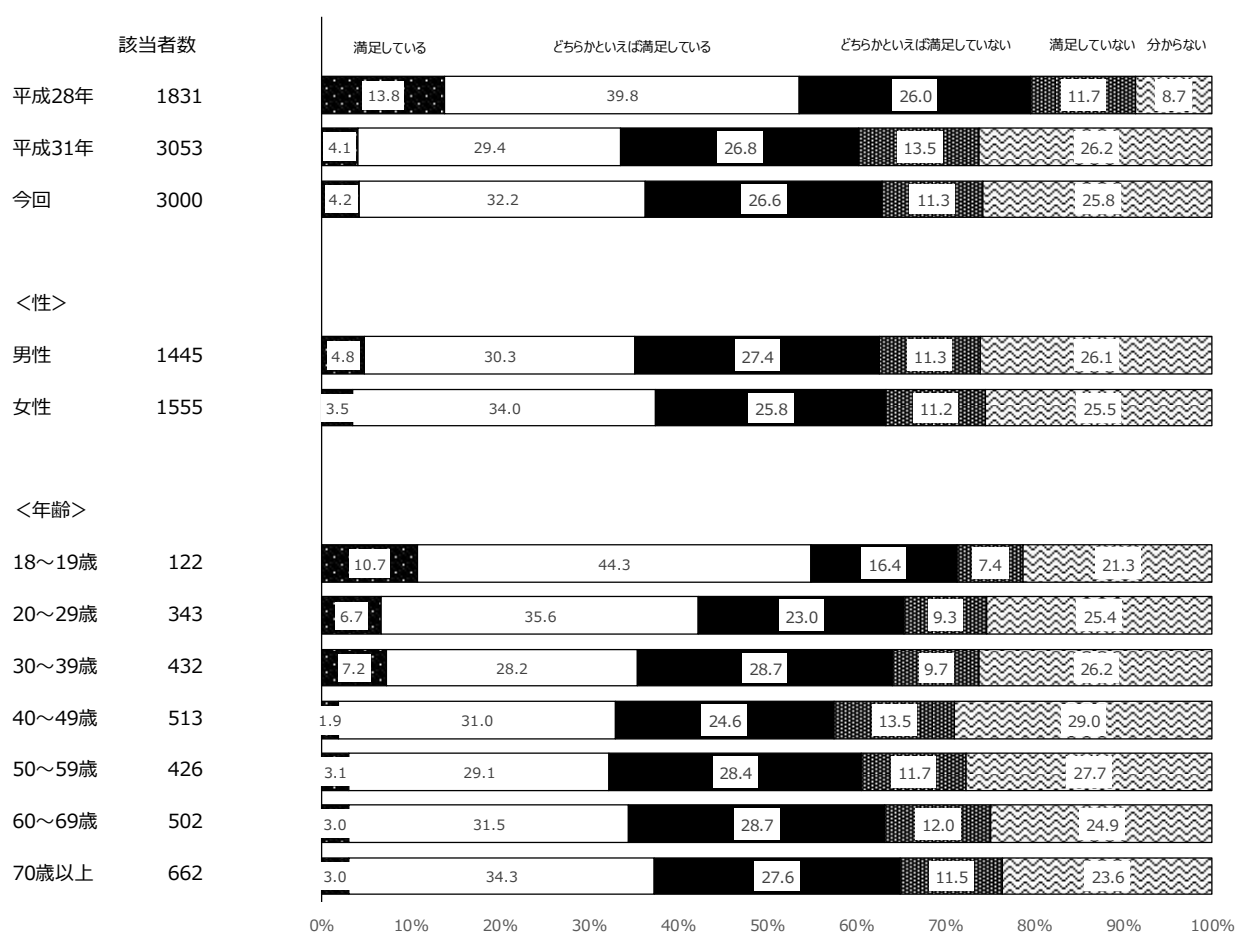 該当者数 満足している どちらかといえば満足している どちらかといえば満足していない 満足していない 分からない
平成28年 1831 13.8 39.8 26.0 11.7 8.7
平成31年 3053 4.1 29.4 26.8 13.5 26.2
今回 3000 4.2 32.2 26.6 11.3 25.8
＜性＞
男性 1445 4.8 30.3 27.4 11.3 26.1
女性 1555 3.5 34.0 25.8 11.2 25.5
＜年齢＞
18～19歳 122 10.7 44.3 16.4 7.4 21.3
20～29歳 343 6.7 35.6 23.0 9.3 25.4
30～39歳 432 7.2 28.2 28.7 9.7 26.2
40～49歳 513 1.9 31.0 24.6 13.5 29.0
50～59歳 426 3.1 29.1 28.4 11.7 27.7
60～69歳 502 3.0 31.5 28.7 12.0 24.9
70歳以上 662 3.0 34.3 27.6 11.5 23.6
0% 10% 20% 30% 40% 50% 60% 70% 80% 90% 100%